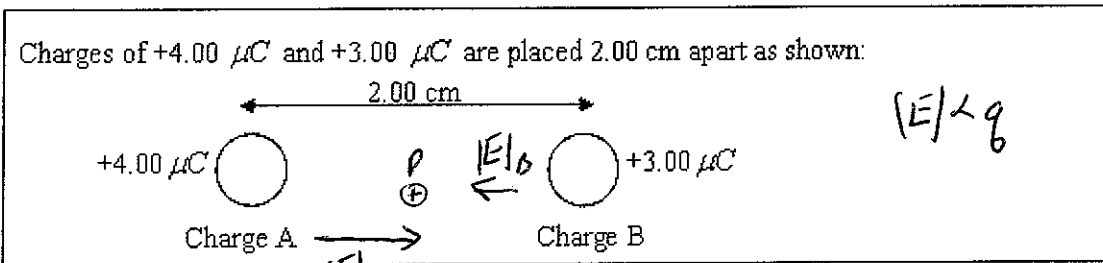 Charges of +4.00 μC and +3.00 μC are placed 2.00 cm apart as shown:
2.00 cm
|E| ∝ q
+4.00 μC
P
⊕
|E|B
+3.00 μC
Charge A
Charge B